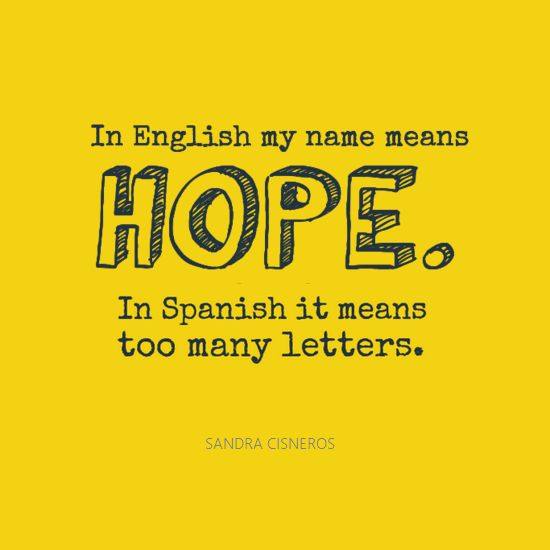 In English my name means
HOPE.
In Spanish it means
too many letters.
SANDRA CISNEROS